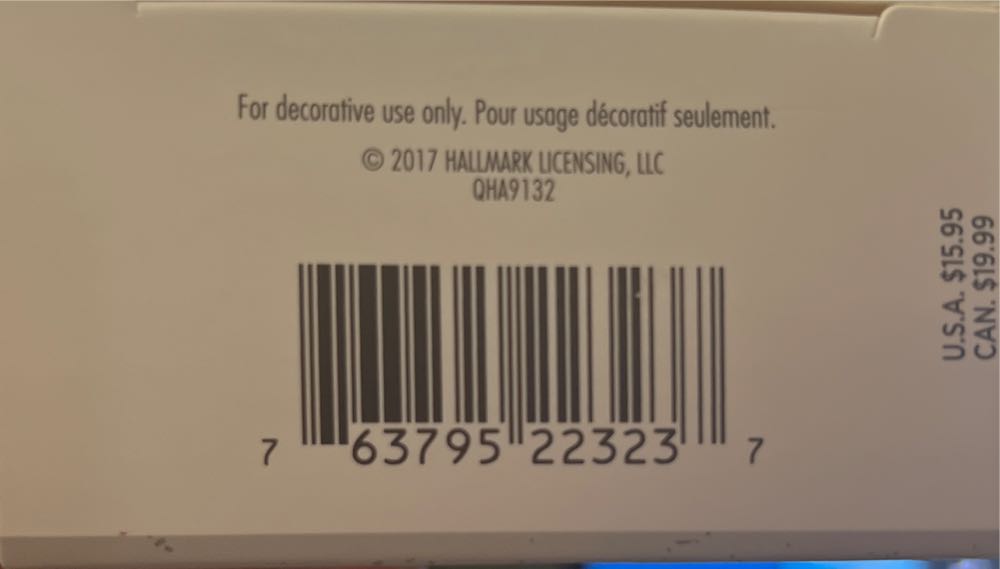 For decorative use only. Pour usage décoratif seulement.
© 2017 HALLMARK LICENSING, LLC
QHA9132
7 63795 22323 7
U.S.A. $15.95
CAN. $19.99